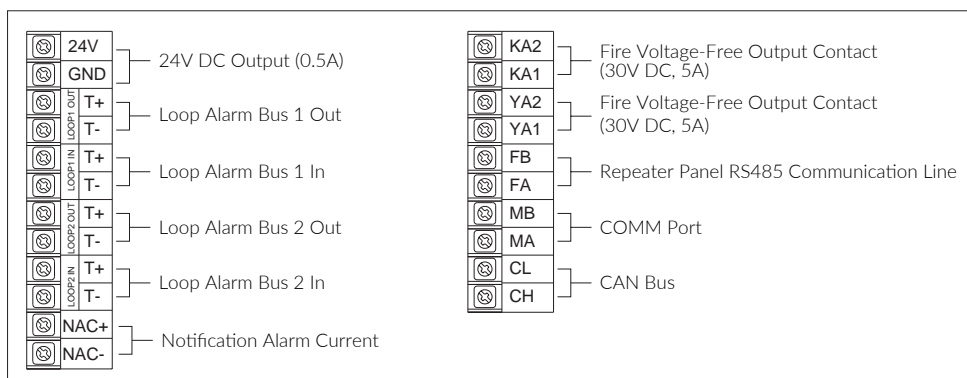 24V
GND
24V DC Output (0.5A)
LOOP1 OUT
T+
T-
Loop Alarm Bus 1 Out
LOOP1 IN
T+
T-
Loop Alarm Bus 1 In
LOOP2 OUT
T+
T-
Loop Alarm Bus 2 Out
LOOP2 IN
T+
T-
Loop Alarm Bus 2 In
NAC+
NAC-
Notification Alarm Current
KA2
KA1
Fire Voltage-Free Output Contact
(30V DC, 5A)
YA2
YA1
Fire Voltage-Free Output Contact
(30V DC, 5A)
FB
FA
Repeater Panel RS485 Communication Line
MB
MA
COMM Port
CL
CH
CAN Bus